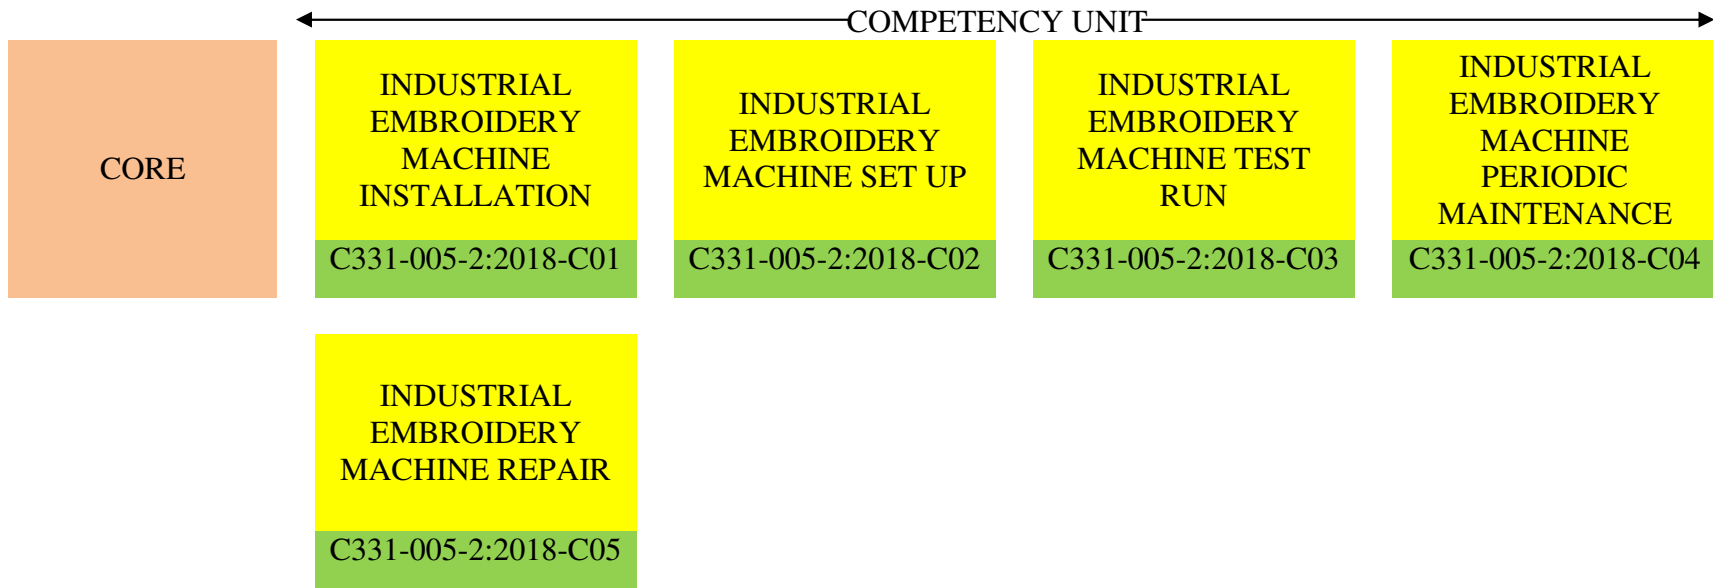 COMPETENCY UNIT
CORE
INDUSTRIAL
EMBROIDERY
MACHINE
INSTALLATION
C331-005-2:2018-C01
INDUSTRIAL
EMBROIDERY
MACHINE SET UP
C331-005-2:2018-C02
INDUSTRIAL
EMBROIDERY
MACHINE TEST
RUN
C331-005-2:2018-C03
INDUSTRIAL
EMBROIDERY
MACHINE
PERIODIC
MAINTENANCE
C331-005-2:2018-C04
INDUSTRIAL
EMBROIDERY
MACHINE REPAIR
C331-005-2:2018-C05